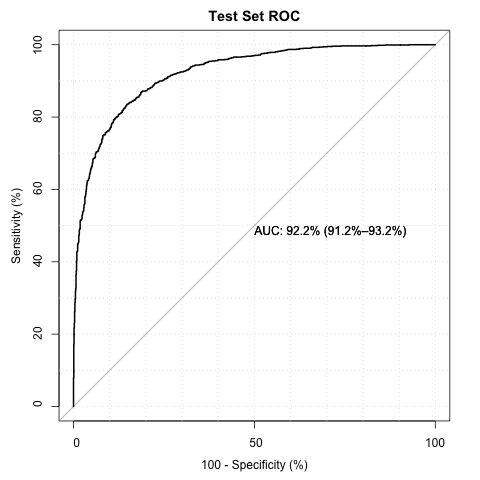 Test Set ROC
100
80
60
40
20
0
Sensitivity (%)
AUC: 92.2% (91.2%–93.2%)
0 50 100
100 - Specificity (%)